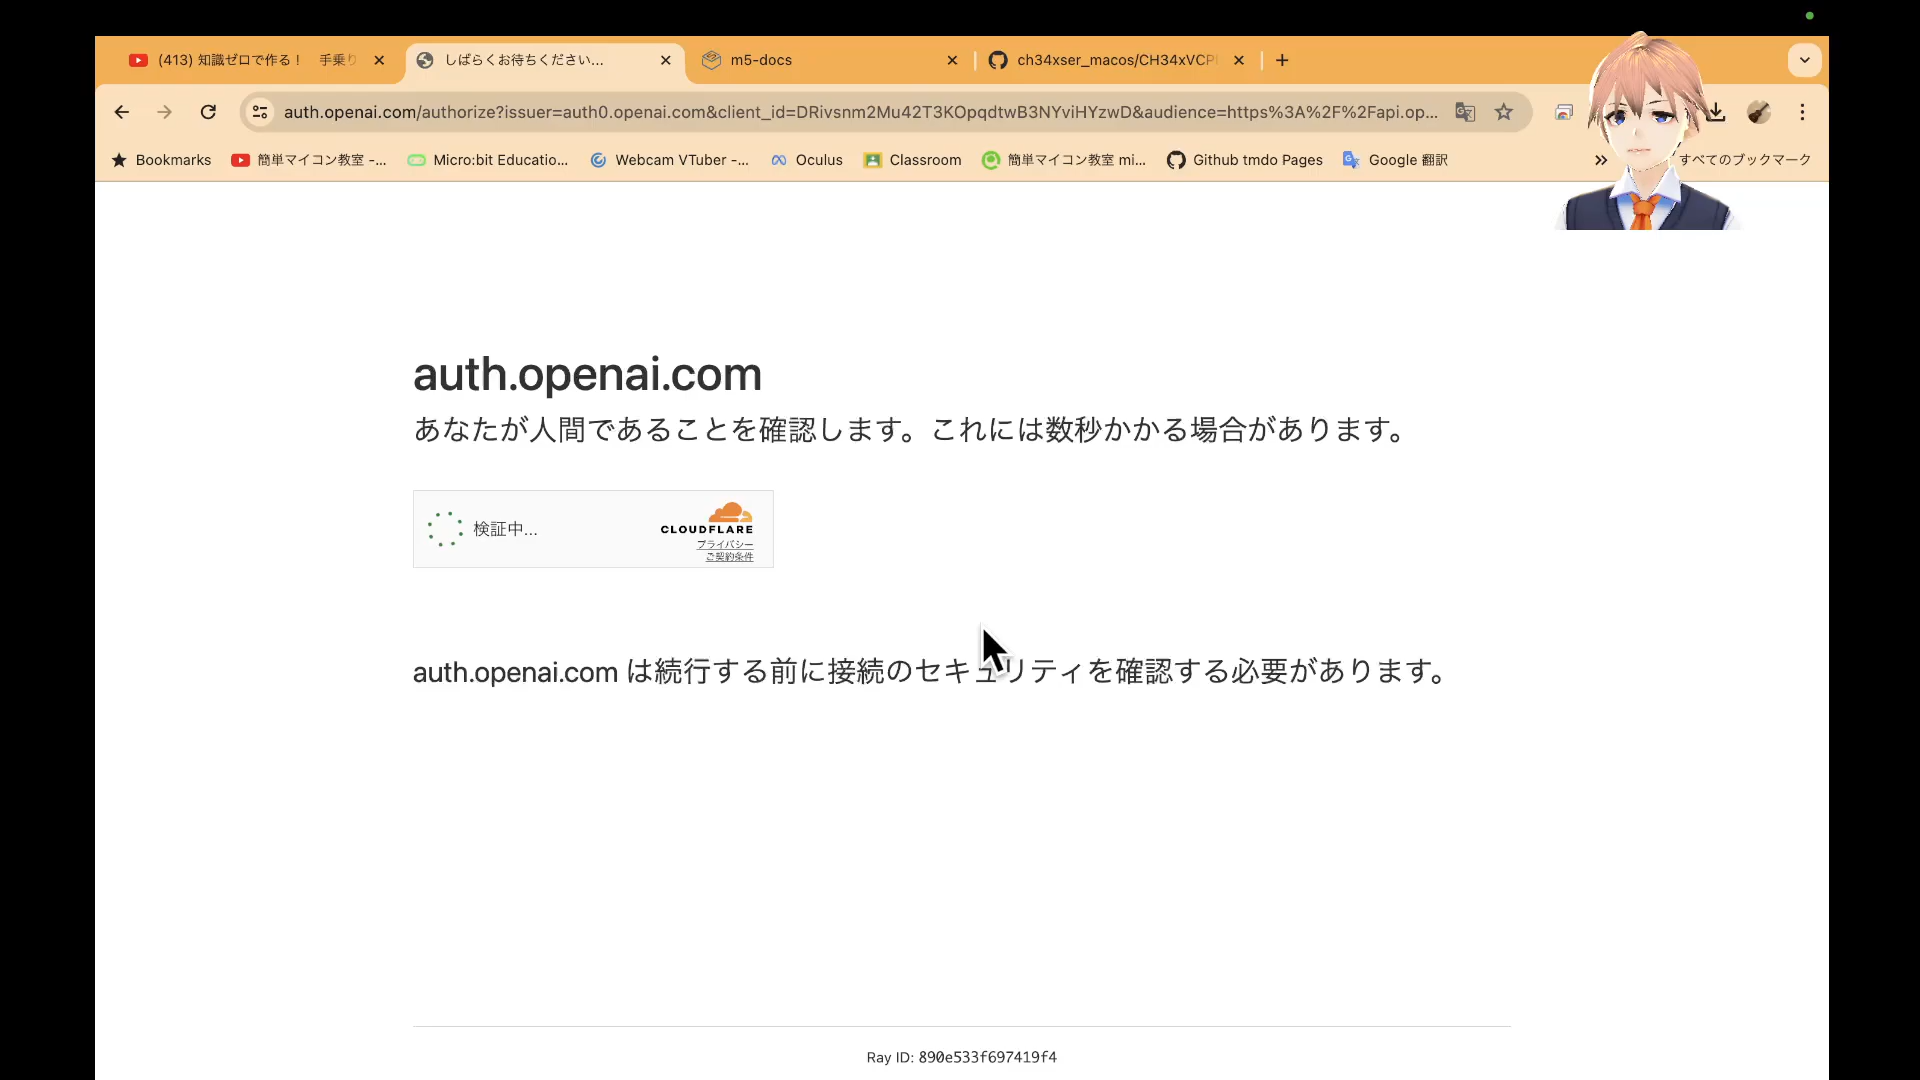 (413) 知識ゼロで作る！ 手乗り
しばらくお待ちください...
m5-docs
ch34xser_macos/CH34xVCP
auth.openai.com/authorize?issuer=auth0.openai.com&client_id=DRivsnm2Mu42T3KOpqdtwB3NYviHYzwD&audience=https%3A%2F%2Fapi.op...
Bookmarks
簡単マイコン教室 -...
Micro:bit Educatio...
Webcam VTuber -...
Oculus
Classroom
簡単マイコン教室 mi...
Github tmdo Pages
Google 翻訳
すべてのブックマーク
auth.openai.com
あなたが人間であることを確認します。これには数秒かかる場合があります。
検証中...
CLOUDFLARE
プライバシー
ご契約条件
auth.openai.com は続行する前に接続のセキュリティを確認する必要があります。
Ray ID: 890e533f697419f4